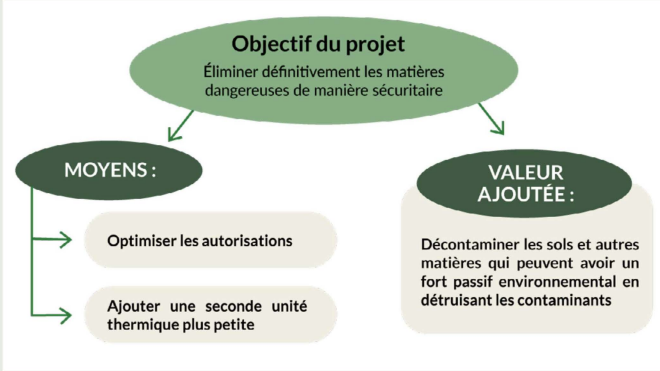 Objectif du projet
Éliminer définitivement les matières
dangereuses de manière sécuritaire
MOYENS :
Optimiser les autorisations
Ajouter une seconde unité
thermique plus petite
VALEUR
AJOUTÉE :
Décontaminer les sols et autres
matières qui peuvent avoir un
fort passif environnemental en
détruisant les contaminants